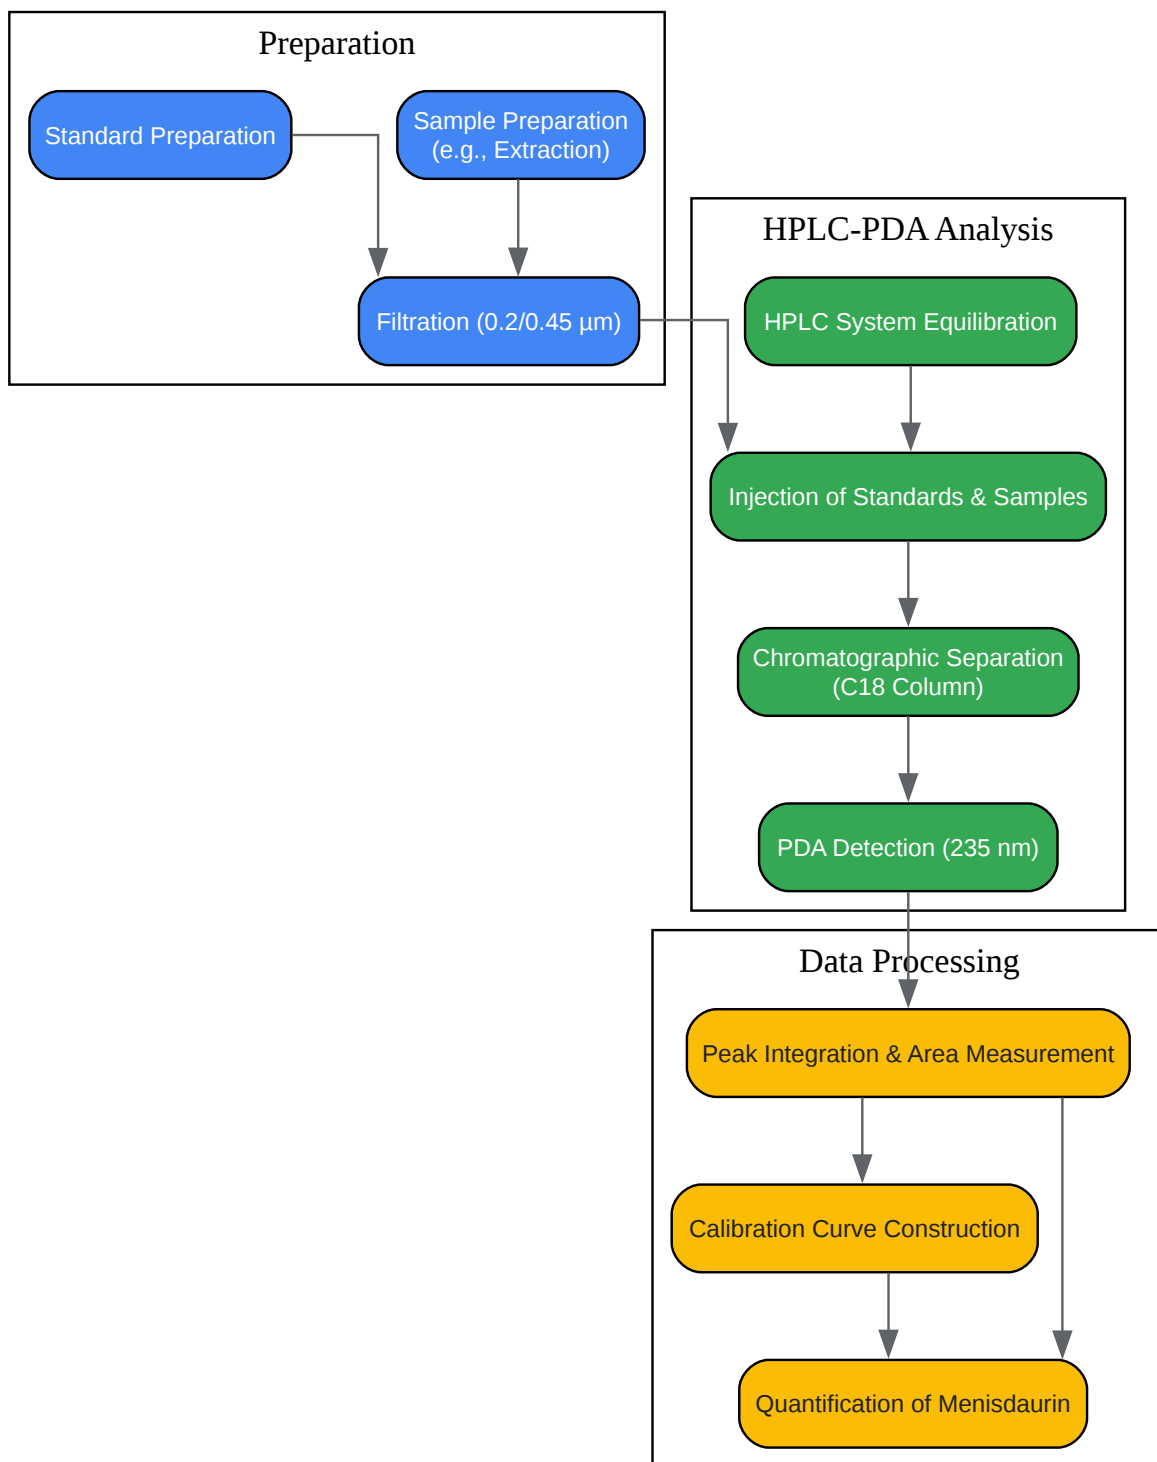 Preparation
Standard Preparation
Sample Preparation
(e.g., Extraction)
Filtration (0.2/0.45 µm)
HPLC-PDA Analysis
HPLC System Equilibration
Injection of Standards & Samples
Chromatographic Separation
(C18 Column)
PDA Detection (235 nm)
Data Processing
Peak Integration & Area Measurement
Calibration Curve Construction
Quantification of Menisdaurin